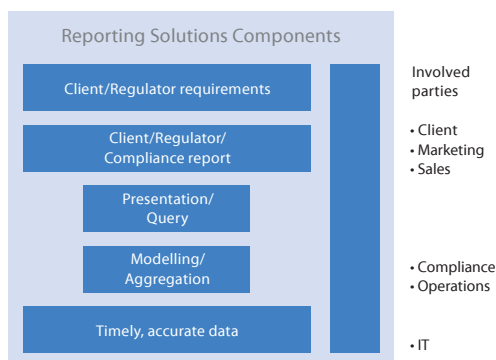 Reporting Solutions Components
Client/Regulator requirements
Client/Regulator/
Compliance report
Presentation/
Query
Modelling/
Aggregation
Timely, accurate data
Involved
parties
• Client
• Marketing
• Sales
• Compliance
• Operations
• IT